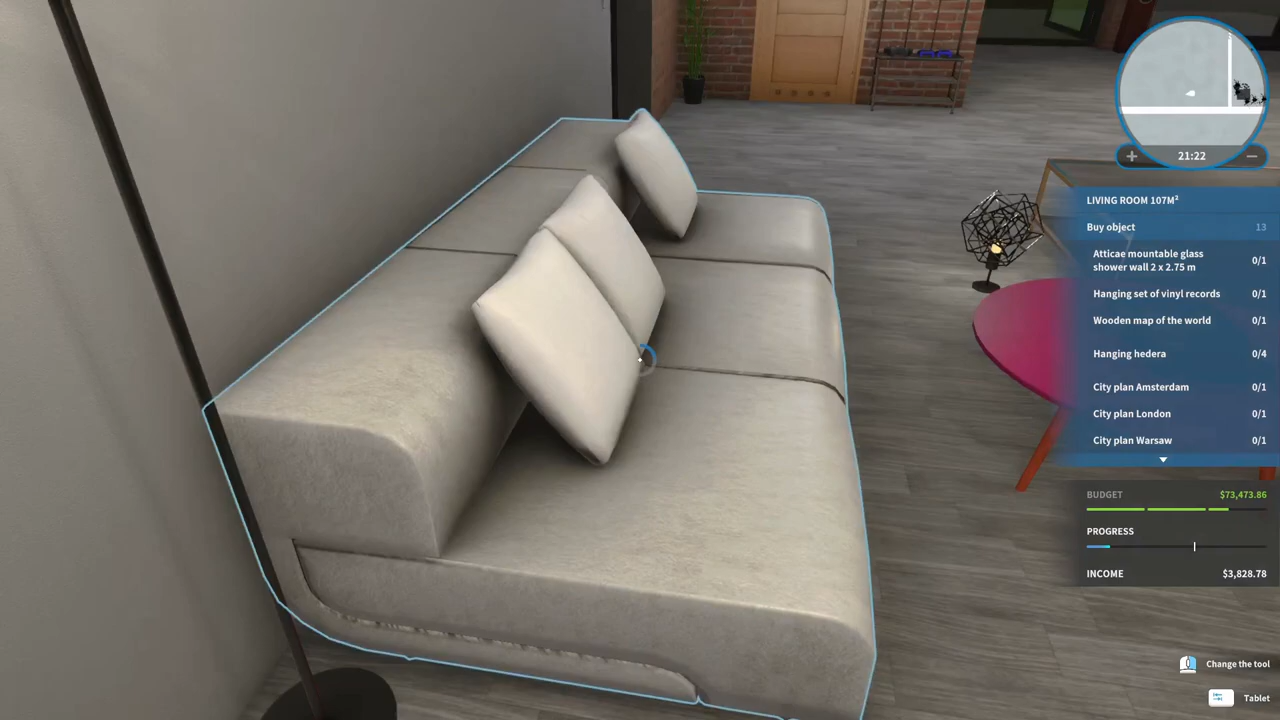 21:22
LIVING ROOM 107M²
Buy object 13
Atticae mountable glass
shower wall 2 x 2.75 m 0/1
Hanging set of vinyl records 0/1
Wooden map of the world 0/1
Hanging hedera 0/4
City plan Amsterdam 0/1
City plan London 0/1
City plan Warsaw 0/1
BUDGET $73,473.86
PROGRESS
INCOME $3,828.78
Change the tool
Tablet